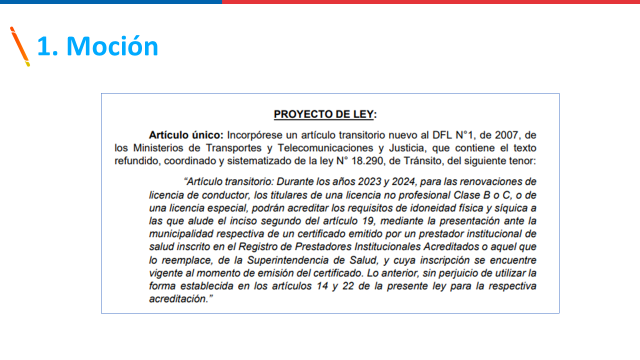 1. Moción
PROYECTO DE LEY:
Artículo único: Incorpórese un artículo transitorio nuevo al DFL N°1, de 2007, de
los Ministerios de Transportes y Telecomunicaciones y Justicia, que contiene el texto
refundido, coordinado y sistematizado de la ley N° 18.290, de Tránsito, del siguiente tenor:
“Artículo transitorio: Durante los años 2023 y 2024, para las renovaciones de
licencia de conductor, los titulares de una licencia no profesional Clase B o C, o de
una licencia especial, podrán acreditar los requisitos de idoneidad física y síquica a
las que alude el inciso segundo del artículo 19, mediante la presentación ante la
municipalidad respectiva de un certificado emitido por un prestador institucional de
salud inscrito en el Registro de Prestadores Institucionales Acreditados o aquel que
lo reemplace, de la Superintendencia de Salud, y cuya inscripción se encuentre
vigente al momento de emisión del certificado. Lo anterior, sin perjuicio de utilizar la
forma establecida en los artículos 14 y 22 de la presente ley para la respectiva
acreditación.”